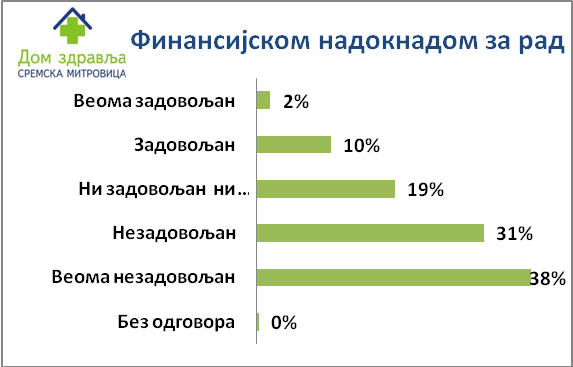 Дом здравља
СРЕМСКА МИТРОВИЦА
Финансијском надокнадом за рад
Веома задовољан 2%
Задовољан 10%
Ни задовољан ни... 19%
Незадовољан 31%
Веома незадовољан 38%
Без одговора 0%